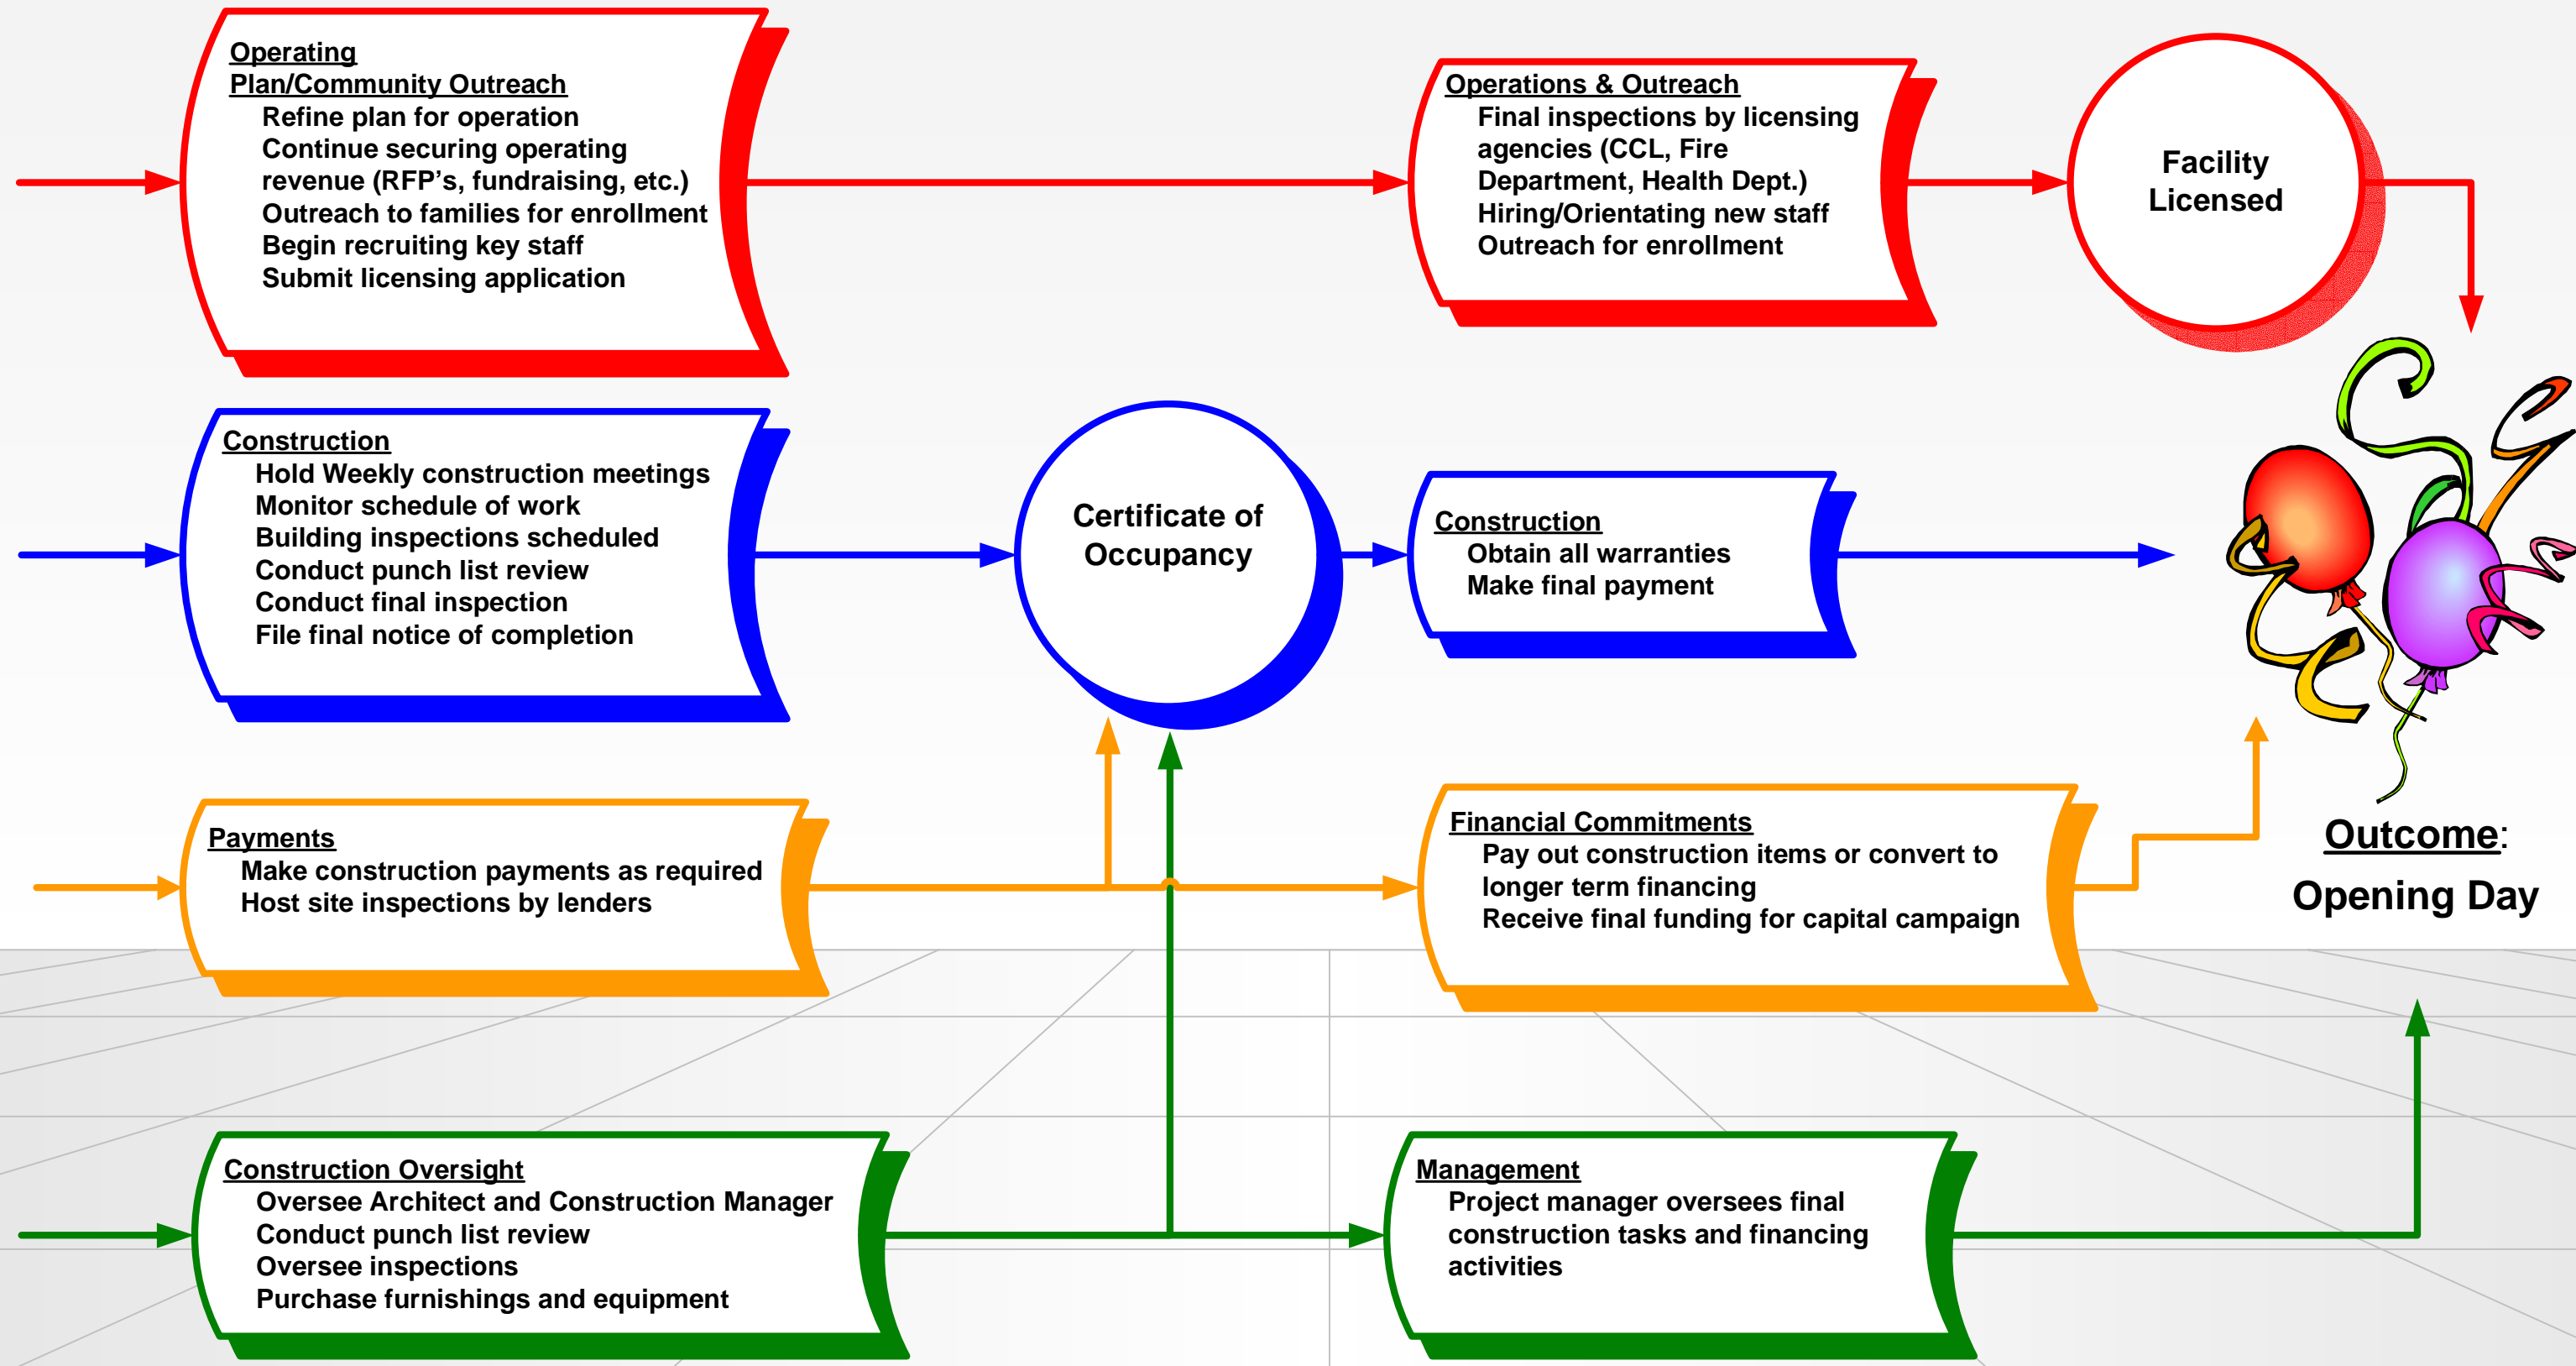 Operating
Plan/Community Outreach
Refine plan for operation
Continue securing operating
revenue (RFP's, fundraising, etc.)
Outreach to families for enrollment
Begin recruiting key staff
Submit licensing application
Operations & Outreach
Final inspections by licensing
agencies (CCL, Fire
Department, Health Dept.)
Hiring/Orientating new staff
Outreach for enrollment
Facility
Licensed
Construction
Hold Weekly construction meetings
Monitor schedule of work
Building inspections scheduled
Conduct punch list review
Conduct final inspection
File final notice of completion
Certificate of
Occupancy
Construction
Obtain all warranties
Make final payment
Payments
Make construction payments as required
Host site inspections by lenders
Financial Commitments
Pay out construction items or convert to
longer term financing
Receive final funding for capital campaign
Outcome:
Opening Day
Construction Oversight
Oversee Architect and Construction Manager
Conduct punch list review
Oversee inspections
Purchase furnishings and equipment
Management
Project manager oversees final
construction tasks and financing
activities